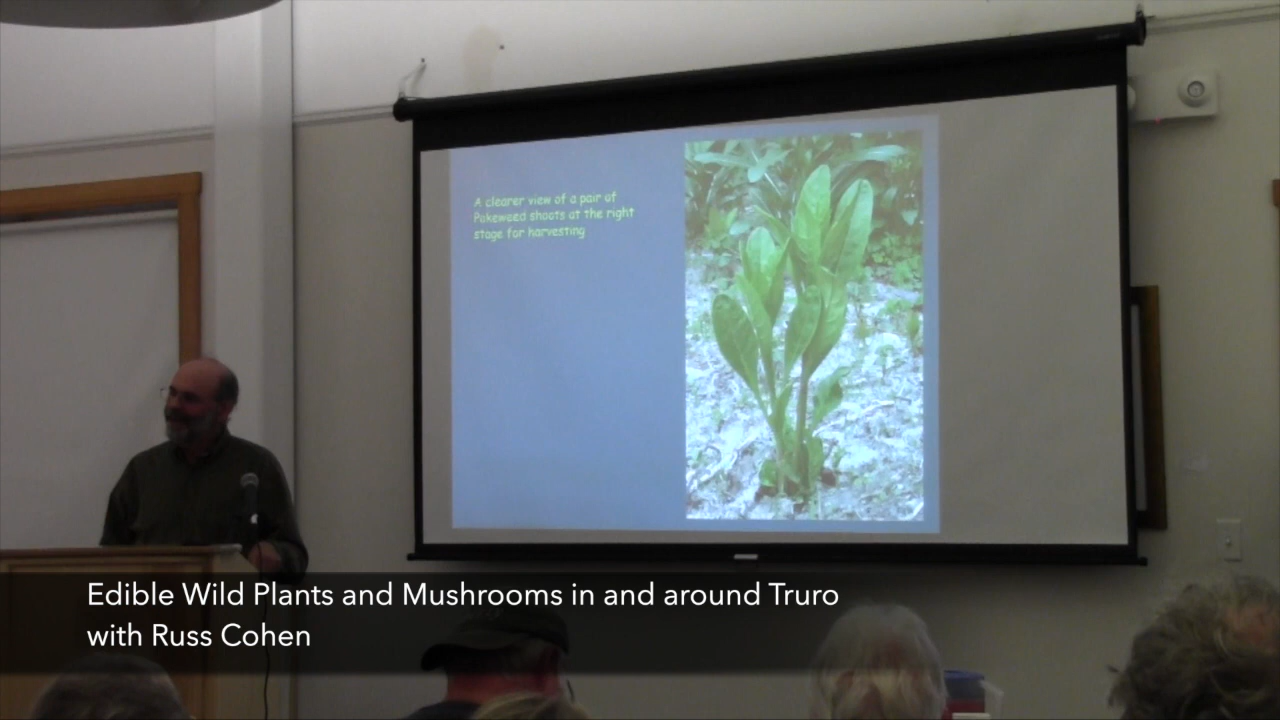 A clearer view of a pair of
Pokeweed shoots at the right
stage for harvesting
Edible Wild Plants and Mushrooms in and around Truro
with Russ Cohen